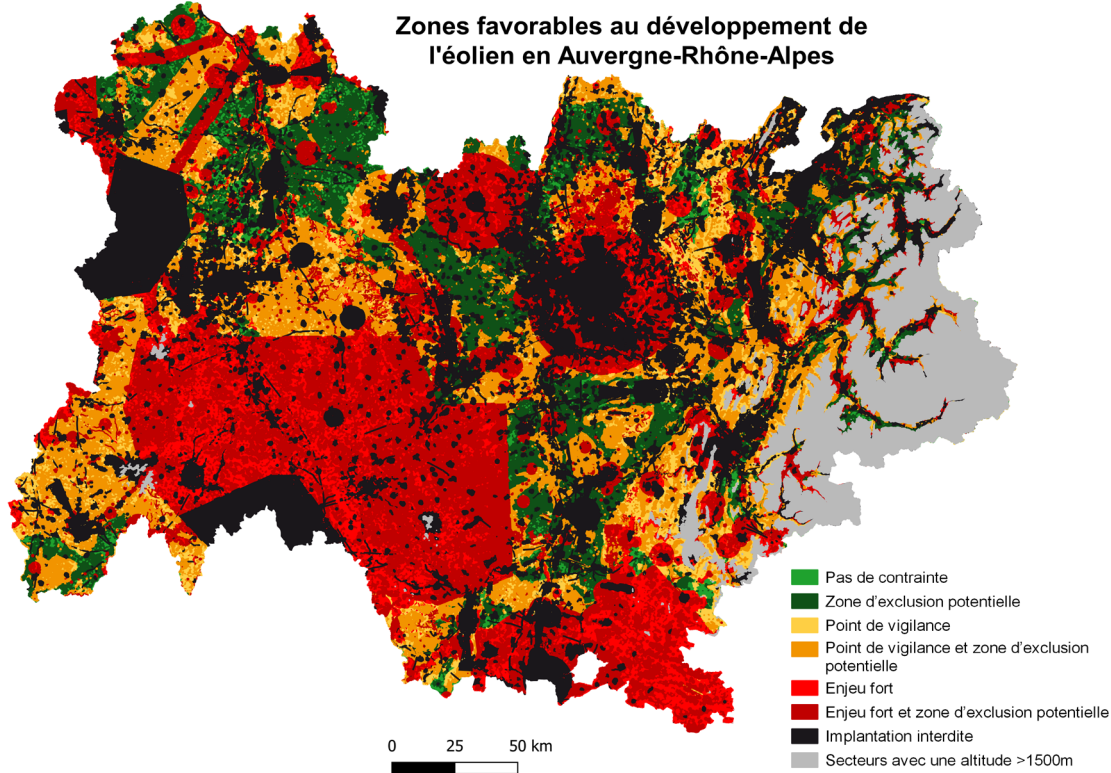 Zones favorables au développement de
l'éolien en Auvergne-Rhône-Alpes
Pas de contrainte
Zone d'exclusion potentielle
Point de vigilance
Point de vigilance et zone d'exclusion
potentielle
Enjeu fort
Enjeu fort et zone d'exclusion potentielle
Implantation interdite
Secteurs avec une altitude >1500m
0 25 50 km